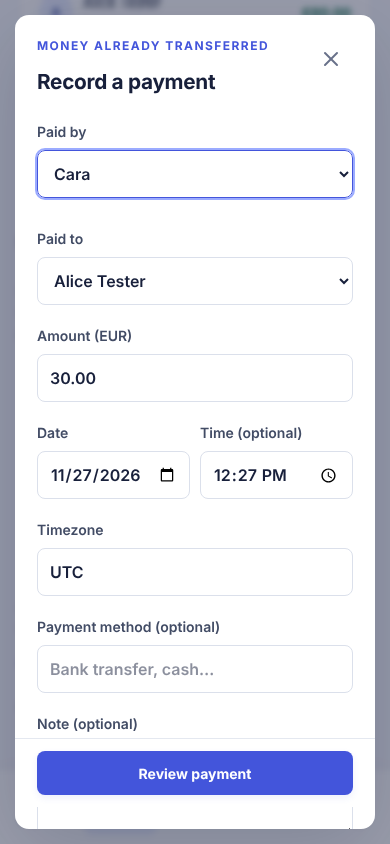 MONEY ALREADY TRANSFERRED
Record a payment
Paid by
Cara
Paid to
Alice Tester
Amount (EUR)
30.00
Date
Time (optional)
11/27/2026
12:27 PM
Timezone
UTC
Payment method (optional)
Bank transfer, cash...
Note (optional)
Review payment